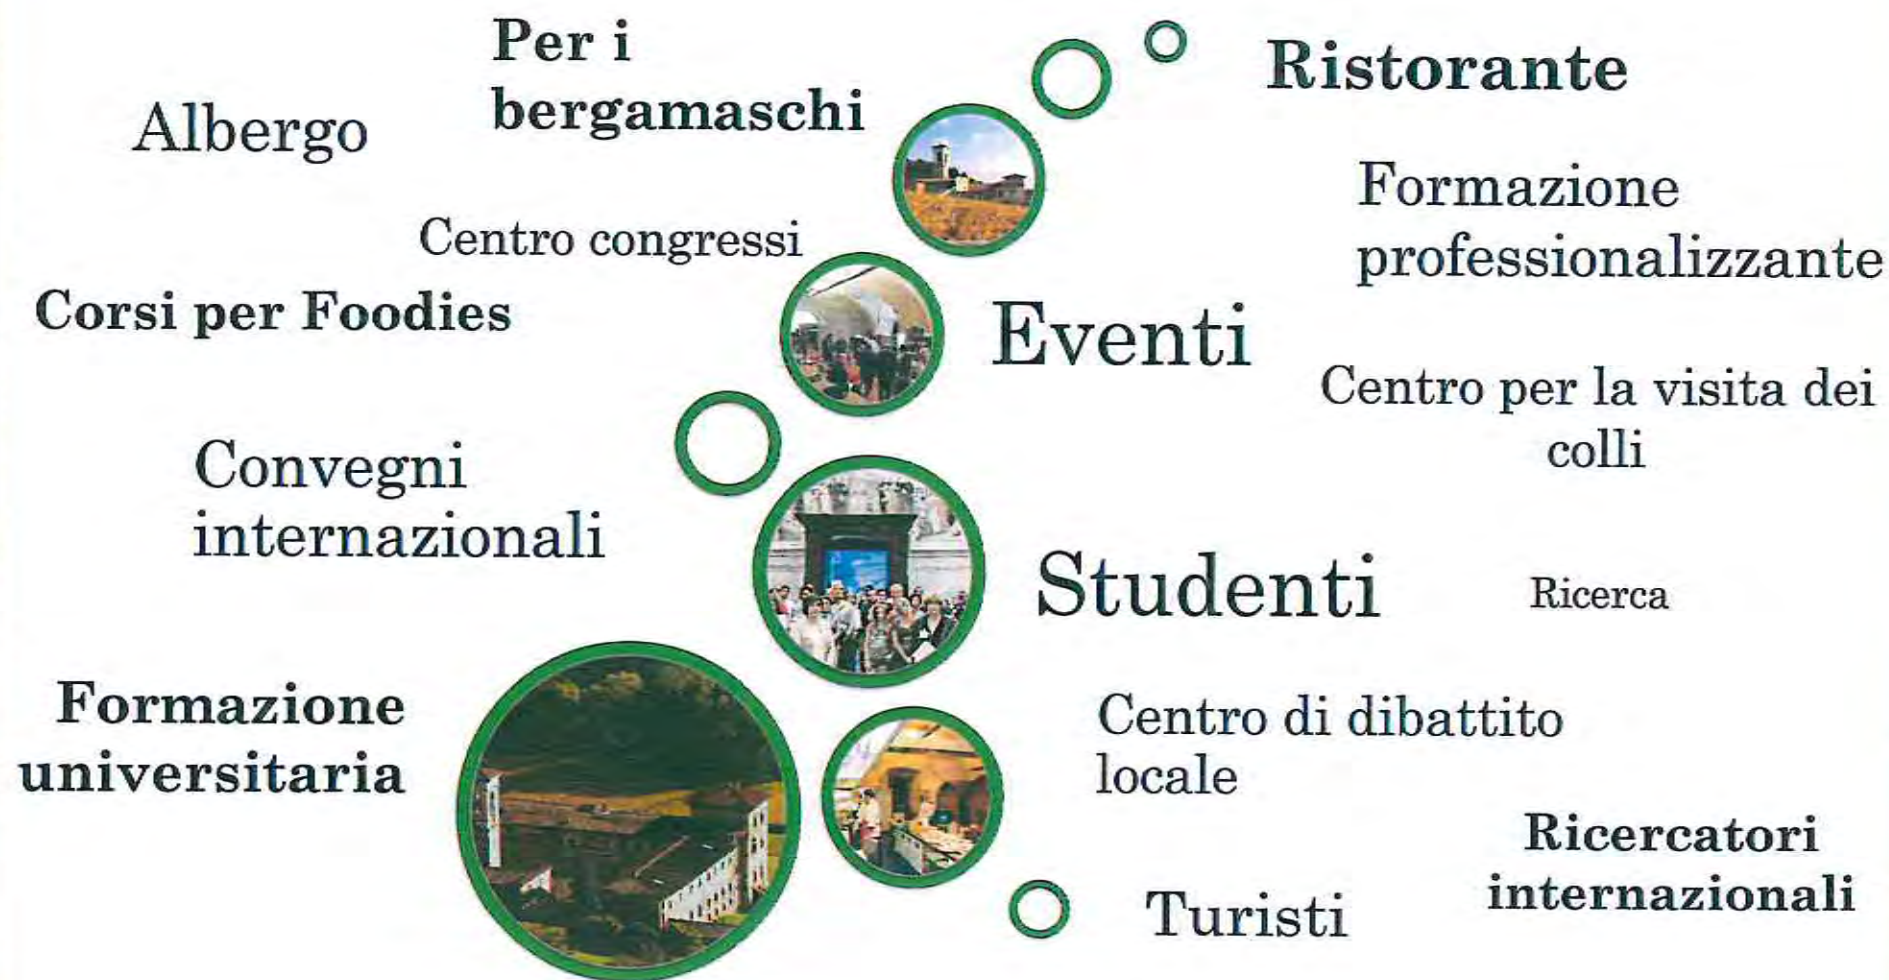 Per i
bergamaschi
Ristorante
Albergo
Formazione
professionalizzante
Centro congressi
Corsi per Foodies
Eventi
Centro per la visita dei
colli
Convegni
internazionali
Studenti
Ricerca
Formazione
universitaria
Centro di dibattito
locale
Ricercatori
internazionali
Turisti